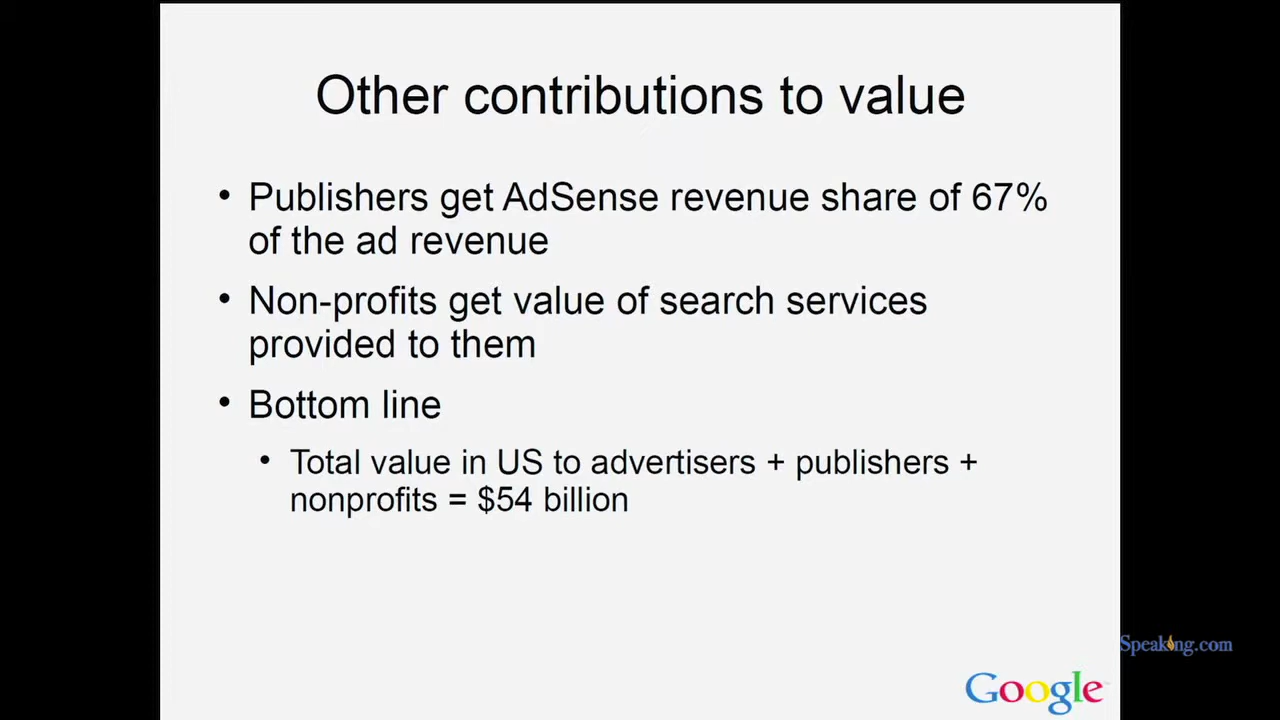 Other contributions to value
• Publishers get AdSense revenue share of 67%
of the ad revenue
• Non-profits get value of search services
provided to them
• Bottom line
• Total value in US to advertisers + publishers +
nonprofits = $54 billion
Speaking.com
Google